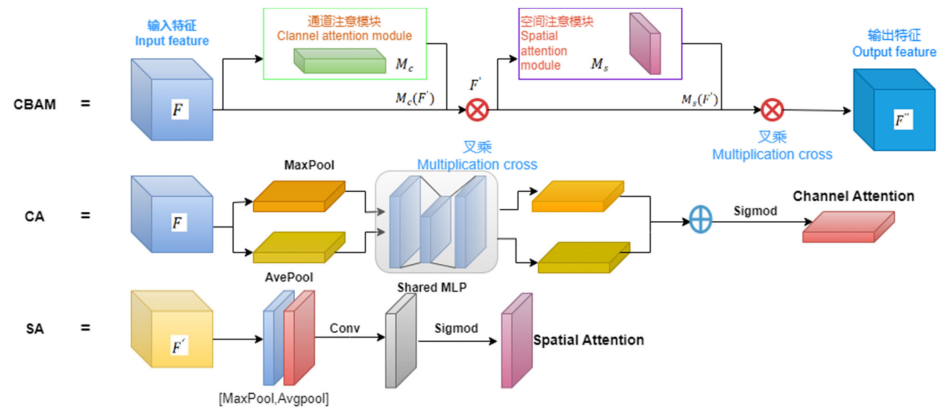 输入特征
Input feature
通道注意模块
Clannel attention module
M_c
空间注意模块
Spatial
attention
module
M_s
输出特征
Output feature
CBAM =
F
M_c(F')
F'
M_s(F')
F''
叉乘
Multiplication cross
叉乘
Multiplication cross
MaxPool
CA =
F
AvePool
Shared MLP
Sigmod
Channel Attention
SA =
F'
[MaxPool,Avgpool]
Conv
Sigmod
Spatial Attention